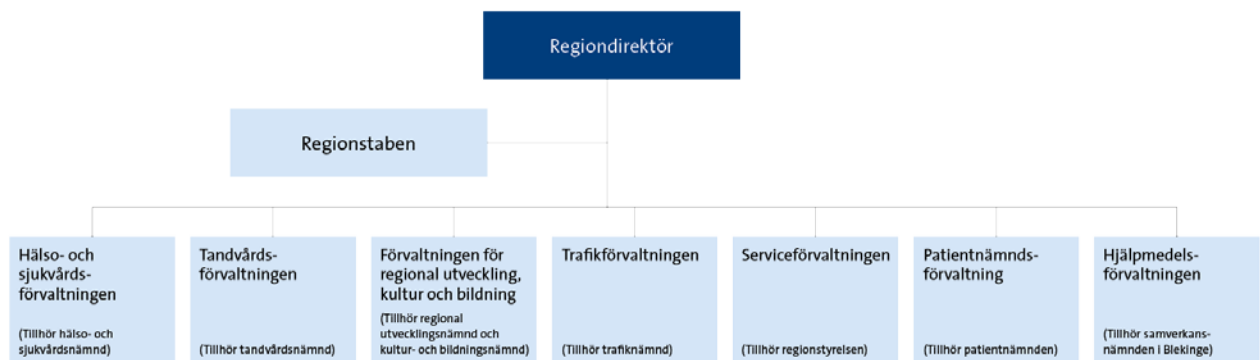 Regiondirektör
Regionstaben
Hälso- och
sjukvårds-
förvaltningen
(Tillhör hälso- och
sjukvårdsnämnd)
Tandvårds-
förvaltningen
(Tillhör tandvårdsnämnd)
Förvaltningen för
regional utveckling,
kultur och bildning
(Tillhör regional
utvecklingsnämnd och
kultur- och bildningsnämnd)
Trafikförvaltningen
(Tillhör trafiknämnd)
Serviceförvaltningen
(Tillhör regionstyrelsen)
Patientnämnds-
förvaltning
(Tillhör patientnämnden)
Hjälpmedels-
förvaltningen
(Tillhör samverkans-
nämnden i Blekinge)